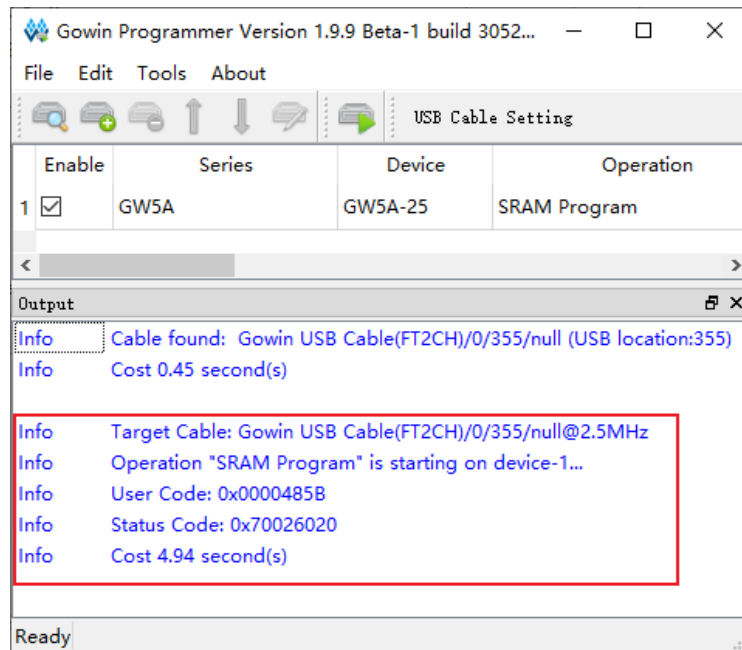 Gowin Programmer Version 1.9.9 Beta-1 build 3052...
File Edit Tools About
USB Cable Setting
Enable Series Device Operation
1 GW5A GW5A-25 SRAM Program
Output
Info Cable found: Gowin USB Cable(FT2CH)/0/355/null (USB location:355)
Info Cost 0.45 second(s)
Info Target Cable: Gowin USB Cable(FT2CH)/0/355/null@2.5MHz
Info Operation "SRAM Program" is starting on device-1...
Info User Code: 0x0000485B
Info Status Code: 0x70026020
Info Cost 4.94 second(s)
Ready